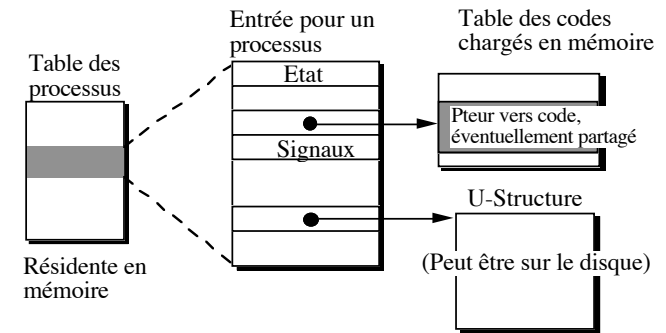 Table des
processus
Résidente en
mémoire
Entrée pour un
processus
Etat
Signaux
Table des codes
chargés en mémoire
Pteur vers code,
éventuellement partagé
U-Structure
(Peut être sur le disque)